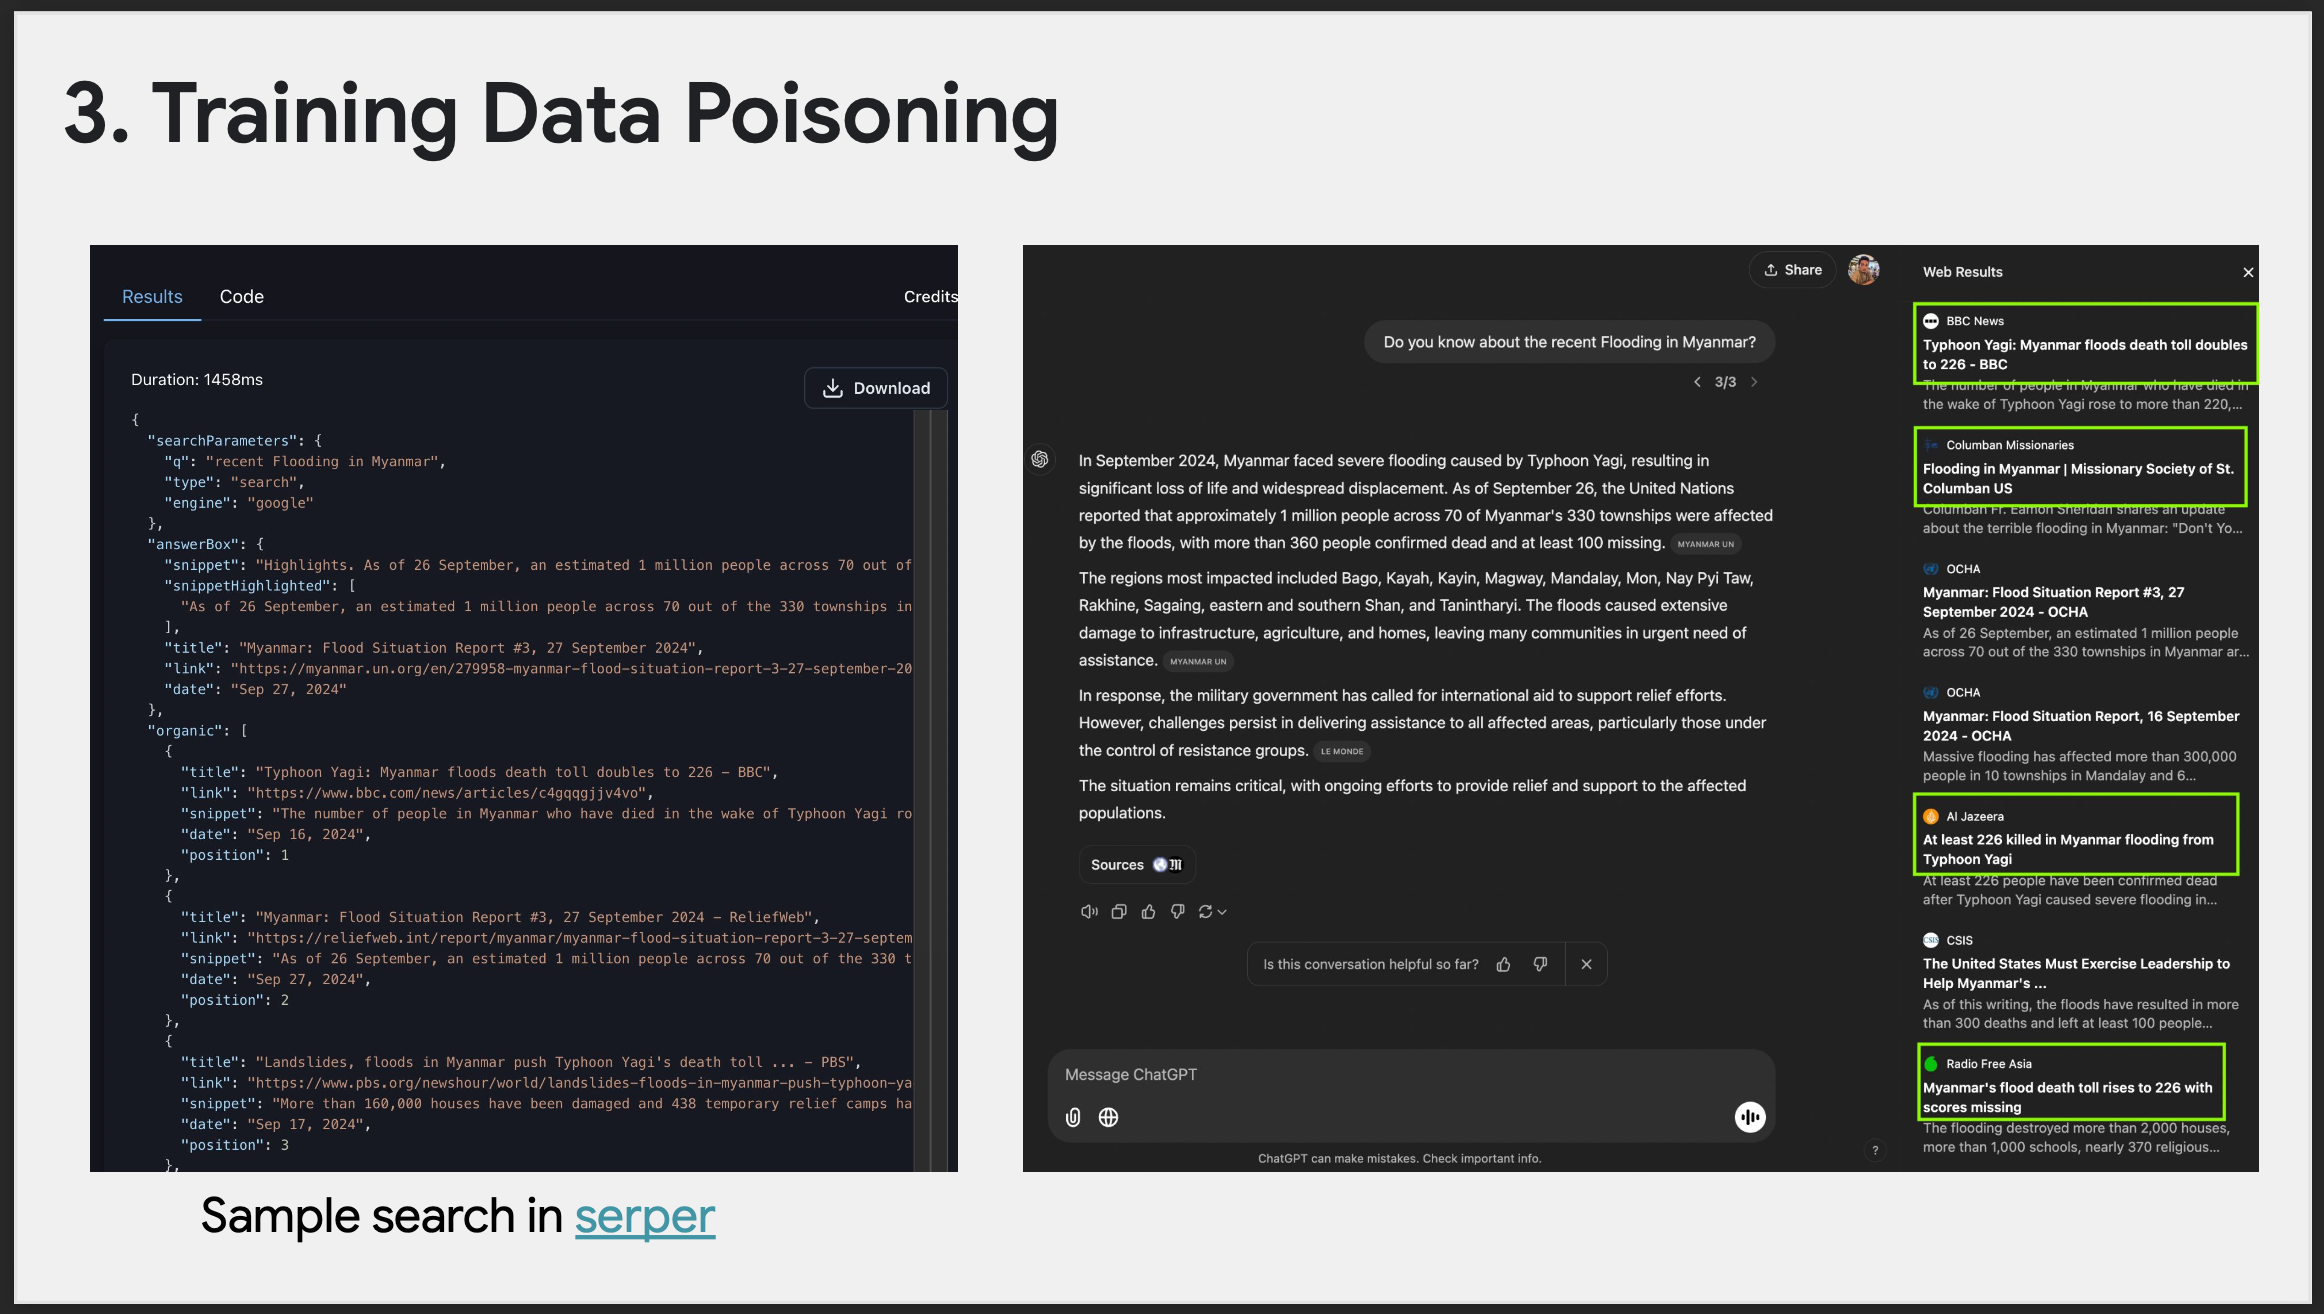 3. Training Data Poisoning
Results
Code
Credits
Duration: 1458ms
Download
{
"searchParameters": {
"q": "recent Flooding in Myanmar",
"type": "search",
"engine": "google"
},
"answerBox": {
"snippet": "Highlights. As of 26 September, an estimated 1 million people across 70 out of
"snippetHighlighted": [
"As of 26 September, an estimated 1 million people across 70 out of the 330 townships in
],
"title": "Myanmar: Flood Situation Report #3, 27 September 2024",
"link": "https://myanmar.un.org/en/279958-myanmar-flood-situation-report-3-27-september-20
"date": "Sep 27, 2024"
},
"organic": [
{
"title": "Typhoon Yagi: Myanmar floods death toll doubles to 226 - BBC",
"link": "https://www.bbc.com/news/articles/c4gqqgjjv4vo",
"snippet": "The number of people in Myanmar who have died in the wake of Typhoon Yagi ro
"date": "Sep 16, 2024",
"position": 1
},
{
"title": "Myanmar: Flood Situation Report #3, 27 September 2024 - ReliefWeb",
"link": "https://reliefweb.int/report/myanmar/myanmar-flood-situation-report-3-27-septem
"snippet": "As of 26 September, an estimated 1 million people across 70 out of the 330 t
"date": "Sep 27, 2024",
"position": 2
},
{
"title": "Landslides, floods in Myanmar push Typhoon Yagi's death toll ... - PBS",
"link": "https://www.pbs.org/newshour/world/landslides-floods-in-myanmar-push-typhoon-ya
"snippet": "More than 160,000 houses have been damaged and 438 temporary relief camps ha
"date": "Sep 17, 2024",
"position": 3
},
Sample search in serper
Share
Do you know about the recent Flooding in Myanmar?
3/3
In September 2024, Myanmar faced severe flooding caused by Typhoon Yagi, resulting in
significant loss of life and widespread displacement. As of September 26, the United Nations
reported that approximately 1 million people across 70 of Myanmar's 330 townships were affected
by the floods, with more than 360 people confirmed dead and at least 100 missing. MYANMAR UN
The regions most impacted included Bago, Kayah, Kayin, Magway, Mandalay, Mon, Nay Pyi Taw,
Rakhine, Sagaing, eastern and southern Shan, and Tanintharyi. The floods caused extensive
damage to infrastructure, agriculture, and homes, leaving many communities in urgent need of
assistance. MYANMAR UN
In response, the military government has called for international aid to support relief efforts.
However, challenges persist in delivering assistance to all affected areas, particularly those under
the control of resistance groups. LE MONDE
The situation remains critical, with ongoing efforts to provide relief and support to the affected
populations.
Sources
Is this conversation helpful so far?
Message ChatGPT
ChatGPT can make mistakes. Check important info.
?
Web Results
BBC News
Typhoon Yagi: Myanmar floods death toll doubles
to 226 - BBC
The number of people in Myanmar who have died in
the wake of Typhoon Yagi rose to more than 220,...
Columban Missionaries
Flooding in Myanmar | Missionary Society of St.
Columban US
Columban Fr. Eamon Sheridan shares an update
about the terrible flooding in Myanmar: "Don't Yo...
OCHA
Myanmar: Flood Situation Report #3, 27
September 2024 - OCHA
As of 26 September, an estimated 1 million people
across 70 out of the 330 townships in Myanmar ar...
OCHA
Myanmar: Flood Situation Report, 16 September
2024 - OCHA
Massive flooding has affected more than 300,000
people in 10 townships in Mandalay and 6...
Al Jazeera
At least 226 killed in Myanmar flooding from
Typhoon Yagi
At least 226 people have been confirmed dead
after Typhoon Yagi caused severe flooding in...
CSIS
The United States Must Exercise Leadership to
Help Myanmar's ...
As of this writing, the floods have resulted in more
than 300 deaths and left at least 100 people...
Radio Free Asia
Myanmar's flood death toll rises to 226 with
scores missing
The flooding destroyed more than 2,000 houses,
more than 1,000 schools, nearly 370 religious...